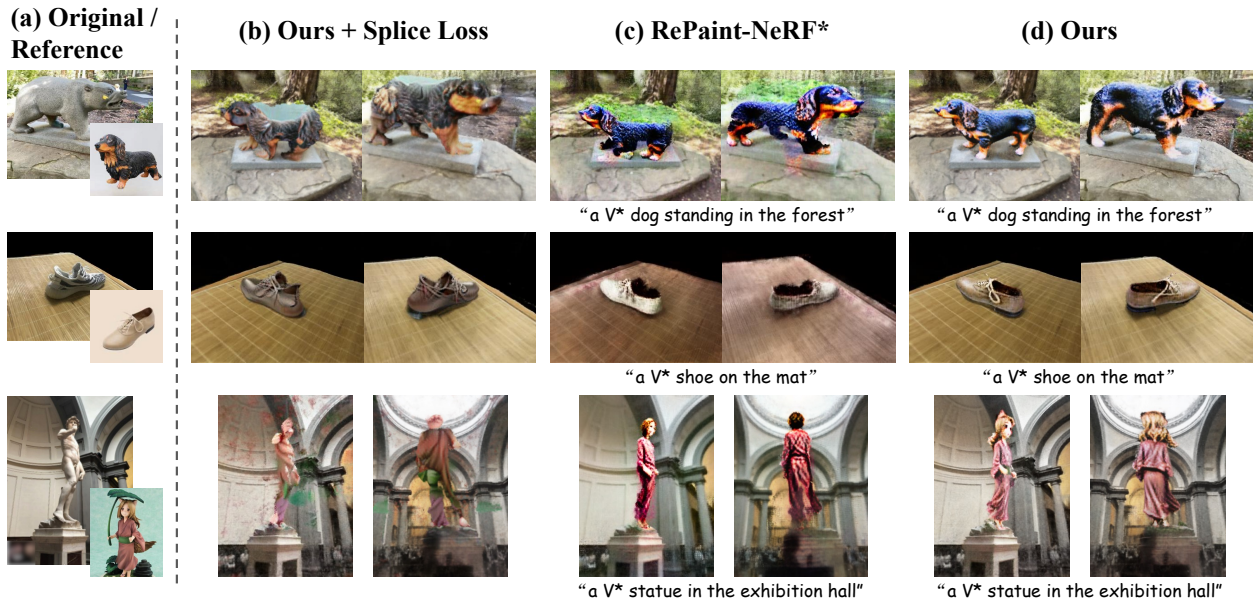 (a) Original /
Reference
(b) Ours + Splice Loss
(c) RePaint-NeRF*
(d) Ours
“a V* dog standing in the forest”
“a V* dog standing in the forest”
“a V* shoe on the mat”
“a V* shoe on the mat”
“a V* statue in the exhibition hall”
“a V* statue in the exhibition hall”